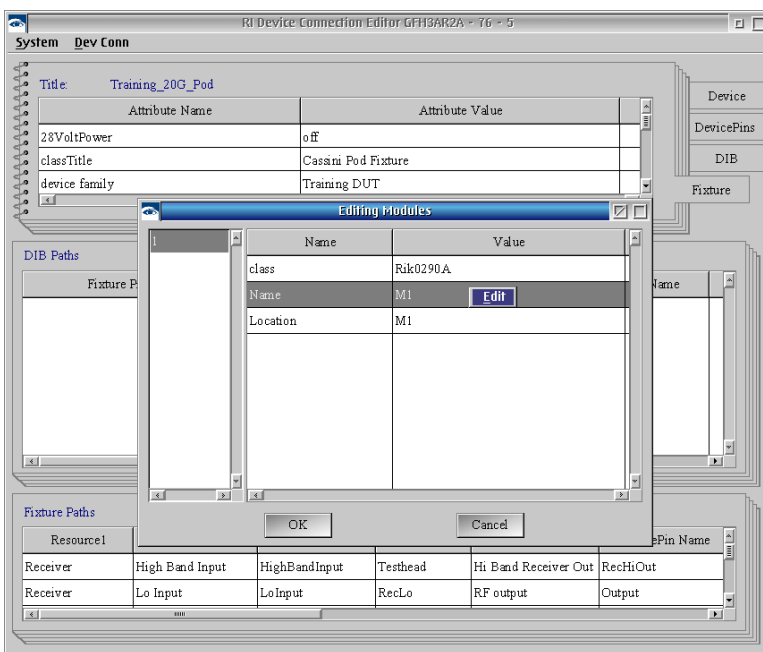 RI Device Connection Editor GFH3AR2A - 76 - 5
System Dev Conn
Title: Training_20G_Pod
Attribute Name Attribute Value
28VoltPower off
classTitle Cassini Pod Fixture
device family Training DUT
Device
DevicePins
DIB
Fixture
Editing Modules
1
Name Value
class Rik0290A
Name M1 Edit
Location M1
OK Cancel
DIB Paths
Fixture P
Name
Fixture Paths
Resource1 ePin Name
Receiver High Band Input HighBandInput Testhead Hi Band Receiver Out RecHiOut
Receiver Lo Input LoInput RecLo RF output Output